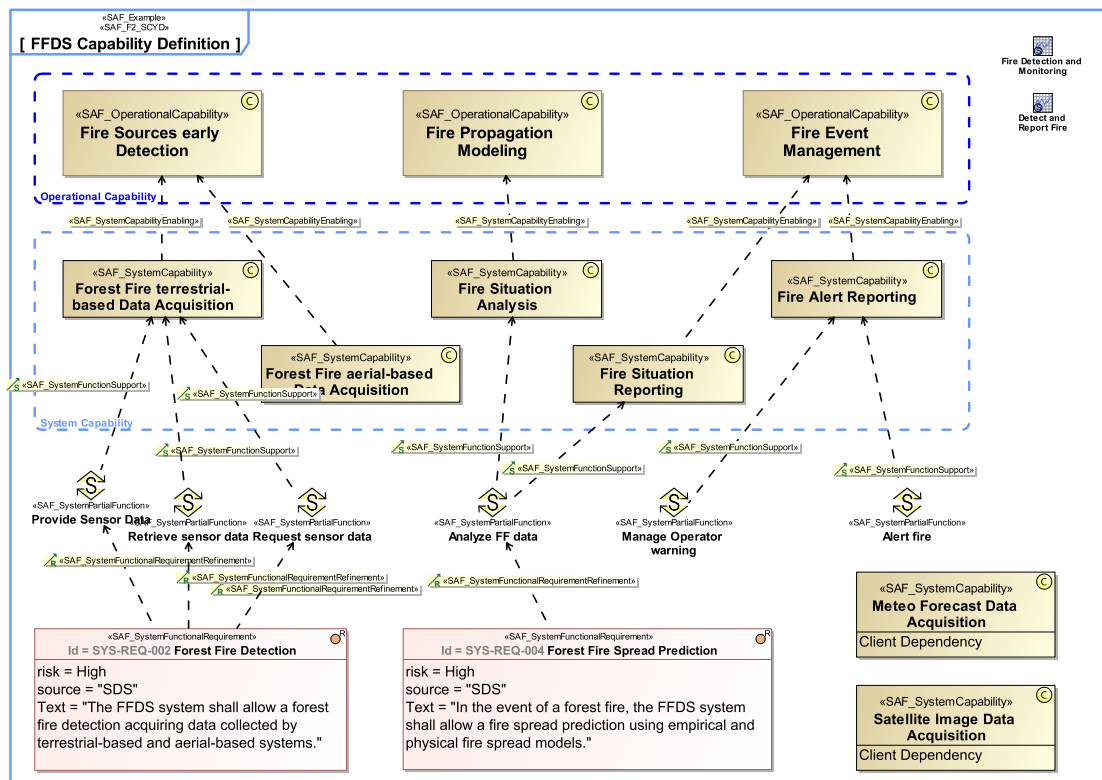 «SAF_Example»
«SAF_F2_SCYD»
[ FFDS Capability Definition ]
Fire Detection and
Monitoring
Detect and
Report Fire
C
«SAF_OperationalCapability»
Fire Sources early
Detection
C
«SAF_OperationalCapability»
Fire Propagation
Modeling
C
«SAF_OperationalCapability»
Fire Event
Management
Operational Capability
«SAF_SystemCapabilityEnabling»
«SAF_SystemCapabilityEnabling»
«SAF_SystemCapabilityEnabling»
«SAF_SystemCapabilityEnabling»
«SAF_SystemCapabilityEnabling»
C
«SAF_SystemCapability»
Forest Fire terrestrial-
based Data Acquisition
C
«SAF_SystemCapability»
Fire Situation
Analysis
C
«SAF_SystemCapability»
Fire Alert Reporting
C
«SAF_SystemCapability»
Forest Fire aerial-based
Data Acquisition
C
«SAF_SystemCapability»
Fire Situation
Reporting
S «SAF_SystemFunctionSupport»
S «SAF_SystemFunctionSupport»
System Capability
S «SAF_SystemFunctionSupport»
S «SAF_SystemFunctionSupport»
S «SAF_SystemFunctionSupport»
S «SAF_SystemFunctionSupport»
S «SAF_SystemFunctionSupport»
S
«SAF_SystemPartialFunction»
Provide Sensor Data
S
«SAF_SystemPartialFunction»
Retrieve sensor data
S
«SAF_SystemPartialFunction»
Request sensor data
S
«SAF_SystemPartialFunction»
Analyze FF data
S
«SAF_SystemPartialFunction»
Manage Operator
warning
S
«SAF_SystemPartialFunction»
Alert fire
R «SAF_SystemFunctionalRequirementRefinement»
R «SAF_SystemFunctionalRequirementRefinement»
R «SAF_SystemFunctionalRequirementRefinement»
R «SAF_SystemFunctionalRequirementRefinement»
C
«SAF_SystemCapability»
Meteo Forecast Data
Acquisition
Client Dependency
C
«SAF_SystemCapability»
Satellite Image Data
Acquisition
Client Dependency
R
«SAF_SystemFunctionalRequirement»
Id = SYS-REQ-002 Forest Fire Detection
risk = High
source = "SDS"
Text = "The FFDS system shall allow a forest
fire detection acquiring data collected by
terrestrial-based and aerial-based systems."
R
«SAF_SystemFunctionalRequirement»
Id = SYS-REQ-004 Forest Fire Spread Prediction
risk = High
source = "SDS"
Text = "In the event of a forest fire, the FFDS system
shall allow a fire spread prediction using empirical and
physical fire spread models."